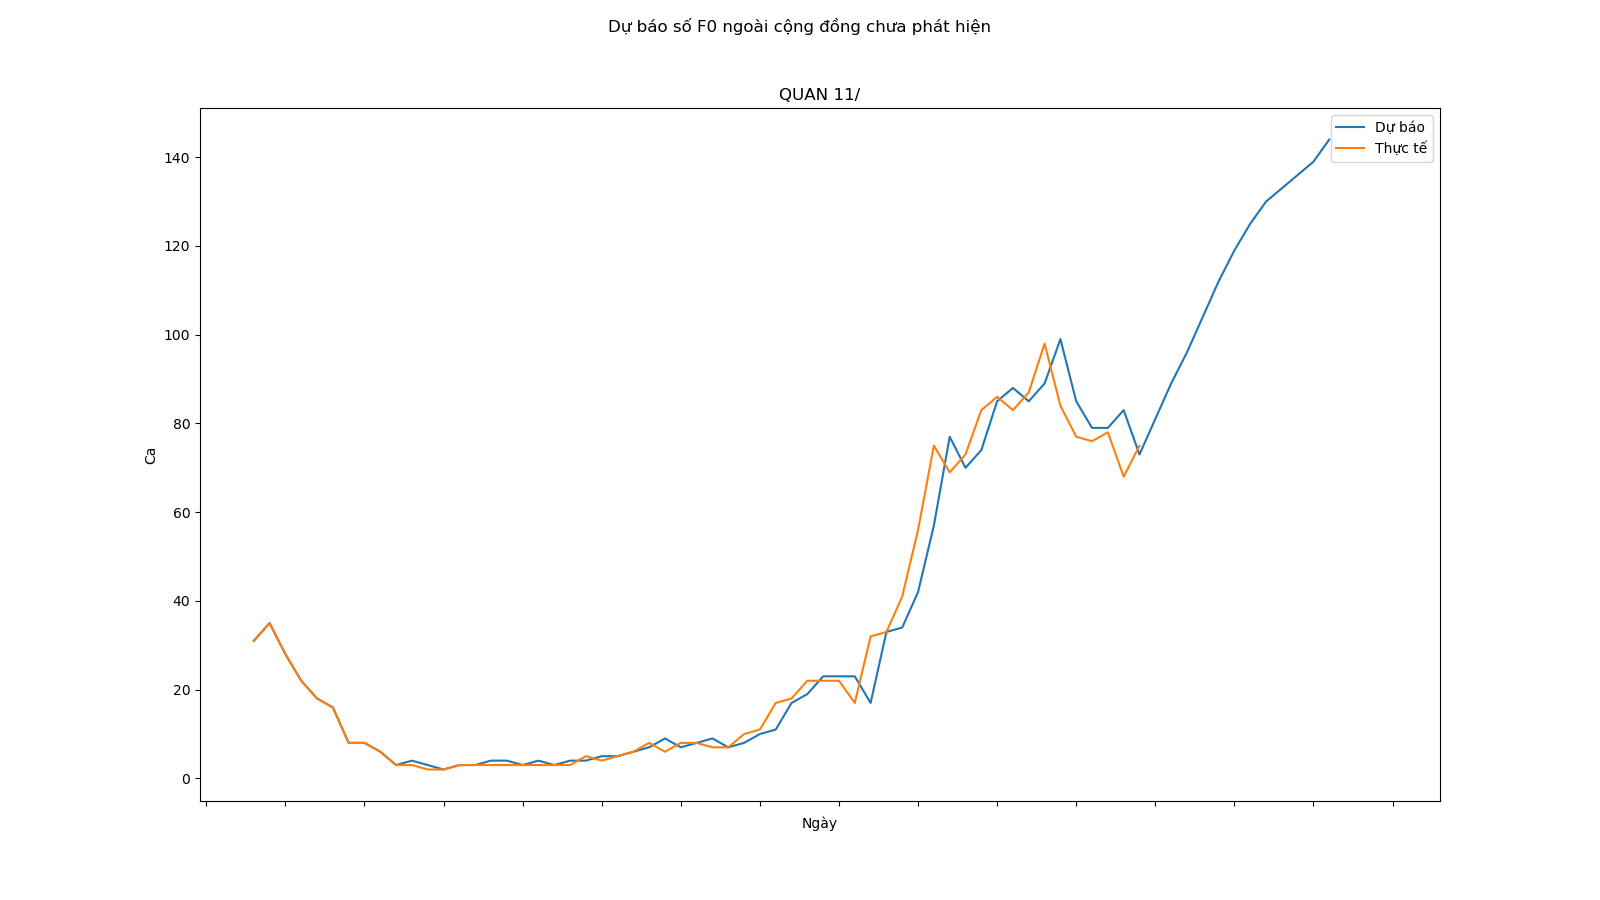 Dự báo số F0 ngoài cộng đồng chưa phát hiện
QUAN 11/
Dự báo
Thực tế
140
120
100
80
60
40
20
0
Ca
Ngày